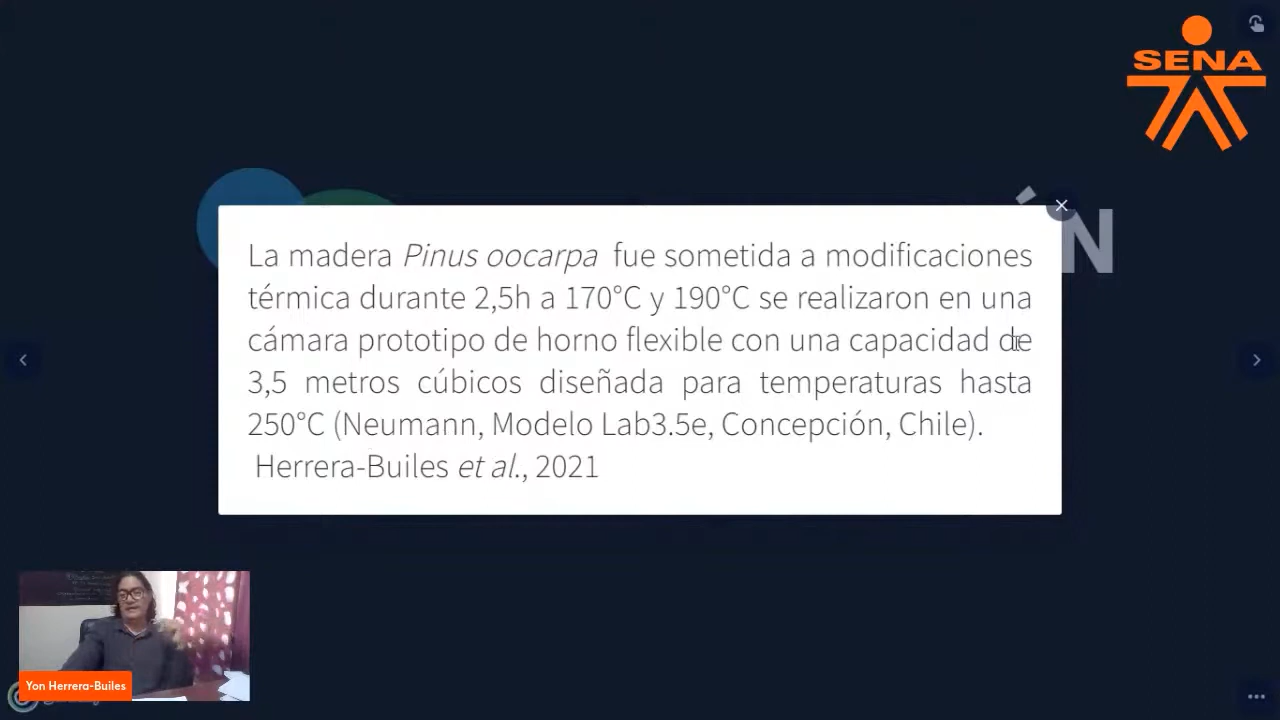 SENA
ÓN
La madera Pinus oocarpa fue sometida a modificaciones
térmica durante 2,5h a 170°C y 190°C se realizaron en una
cámara prototipo de horno flexible con una capacidad de
3,5 metros cúbicos diseñada para temperaturas hasta
250°C (Neumann, Modelo Lab3.5e, Concepción, Chile).
Herrera-Builes et al., 2021
Yon Herrera-Builes